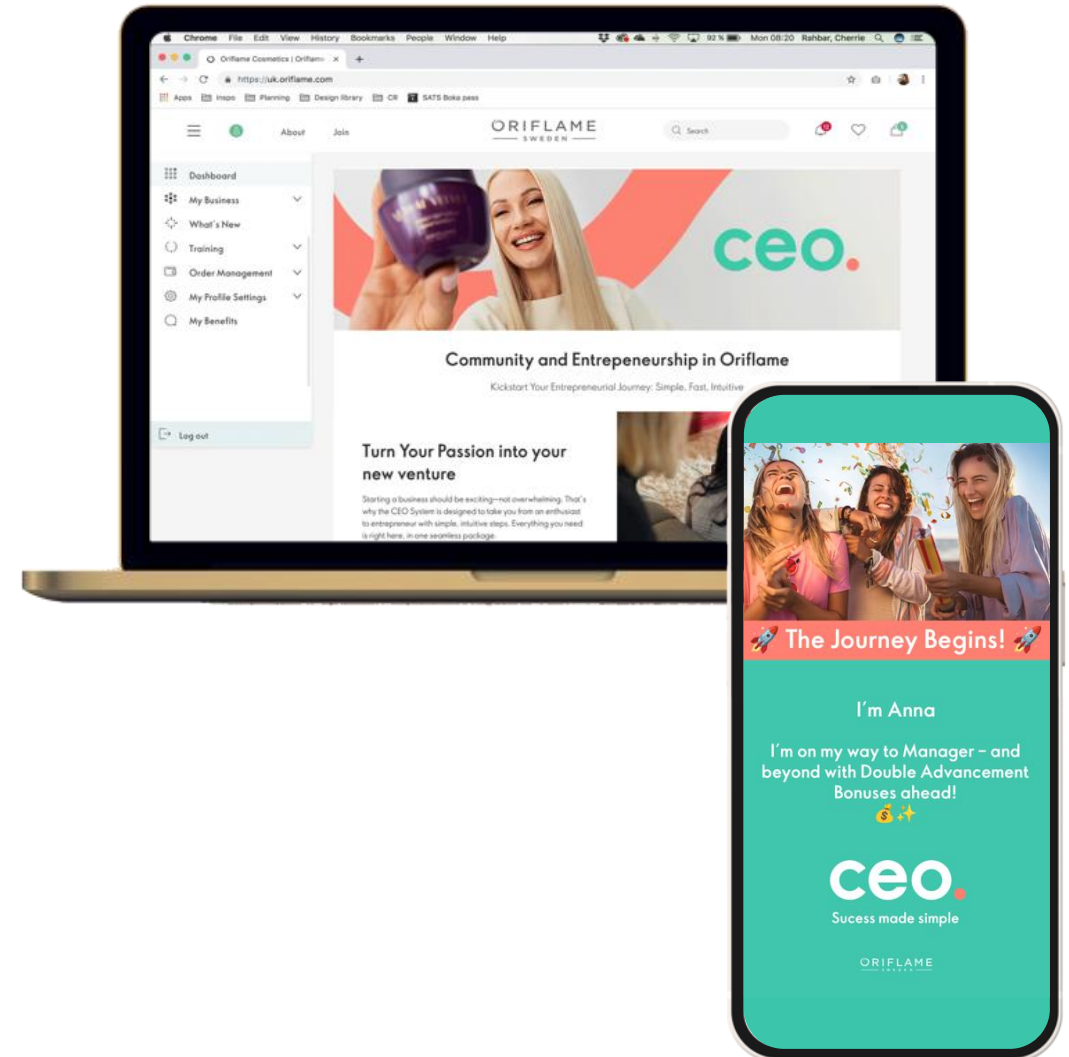 Chrome File Edit View History Bookmarks People Window Help 92 % Mon 08:20 Rahbar, Cherrie
Oriflame Cosmetics | Oriflame
https://uk.oriflame.com
Apps Inspo Planning Design library CR SATS Boka pass
About Join
ORIFLAME
SWEDEN
Search
Dashboard
My Business
What's New
Training
Order Management
My Profile Settings
My Benefits
Log out
ceo.
Community and Entrepeneurship in Oriflame
Kickstart Your Entrepreneurial Journey: Simple, Fast, Intuitive
Turn Your Passion into your
new venture
Starting a business should be exciting—not overwhelming. That's
why the CEO System is designed to take you from an enthusiast
to entrepreneur with simple, intuitive steps. Everything you need
is right here, in one seamless package.
🚀 The Journey Begins! 🚀
I'm Anna
I'm on my way to Manager – and
beyond with Double Advancement
Bonuses ahead!
💰✨
ceo.
Sucess made simple
ORIFLAME
SWEDEN